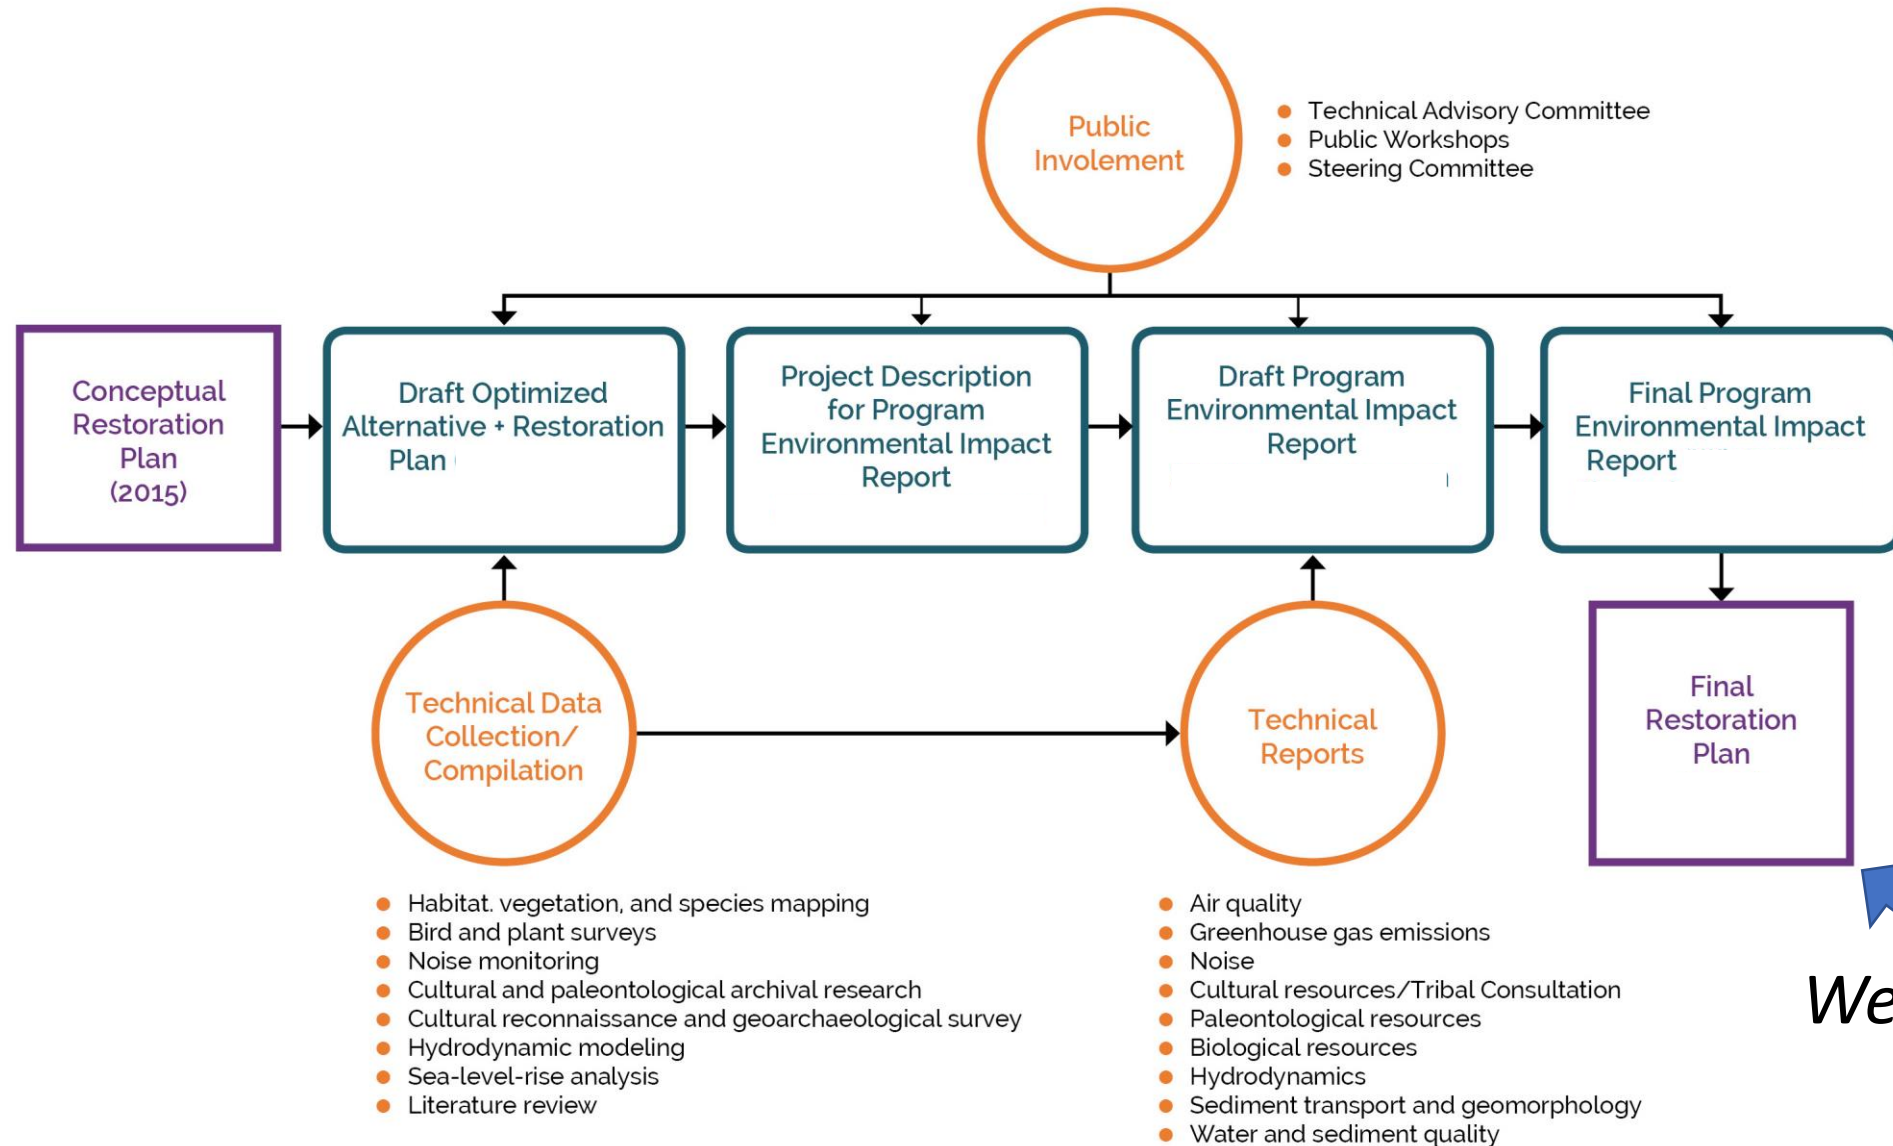 Public
Involement
Technical Advisory Committee
Public Workshops
Steering Committee
Conceptual
Restoration
Plan
(2015)
Draft Optimized
Alternative + Restoration
Plan
Project Description
for Program
Environmental Impact
Report
Draft Program
Environmental Impact
Report
Final Program
Environmental Impact
Report
Technical Data
Collection/
Compilation
Technical
Reports
Final
Restoration
Plan
Habitat. vegetation, and species mapping
Bird and plant surveys
Noise monitoring
Cultural and paleontological archival research
Cultural reconnaissance and geoarchaeological survey
Hydrodynamic modeling
Sea-level-rise analysis
Literature review
Air quality
Greenhouse gas emissions
Noise
Cultural resources/Tribal Consultation
Paleontological resources
Biological resources
Hydrodynamics
Sediment transport and geomorphology
Water and sediment quality
We